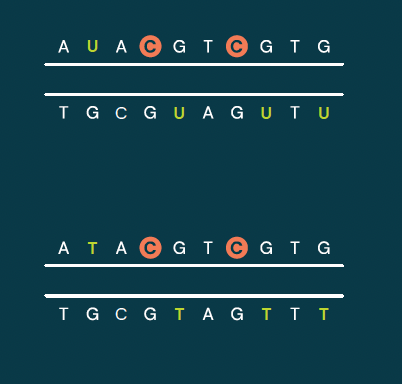 A U A C G T C G T G
T G C G U A G U T U
A T A C G T C G T G
T G C G T A G T T T